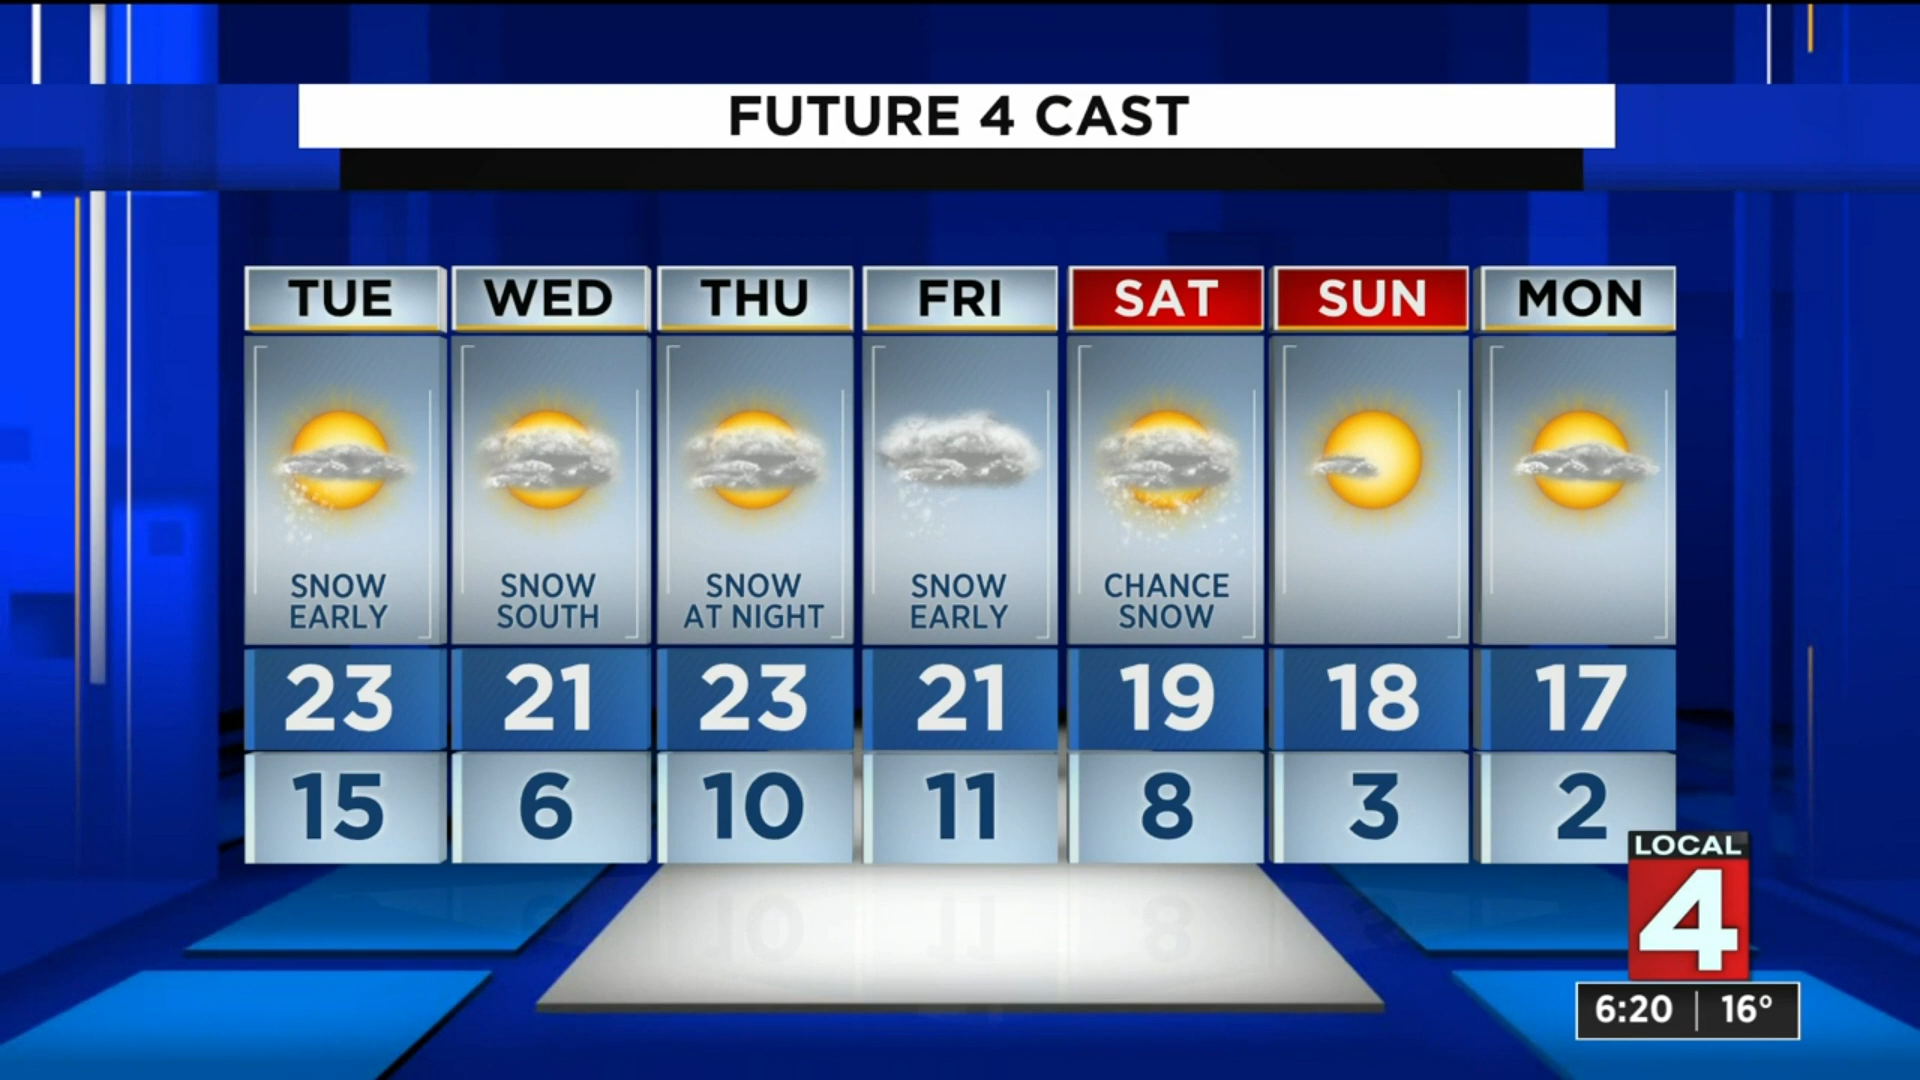 FUTURE 4 CAST
TUE WED THU FRI SAT SUN MON
SNOW EARLY
SNOW SOUTH
SNOW AT NIGHT
SNOW EARLY
CHANCE SNOW
23 21 23 21 19 18 17
15 6 10 11 8 3 2
LOCAL
4
6:20 16°